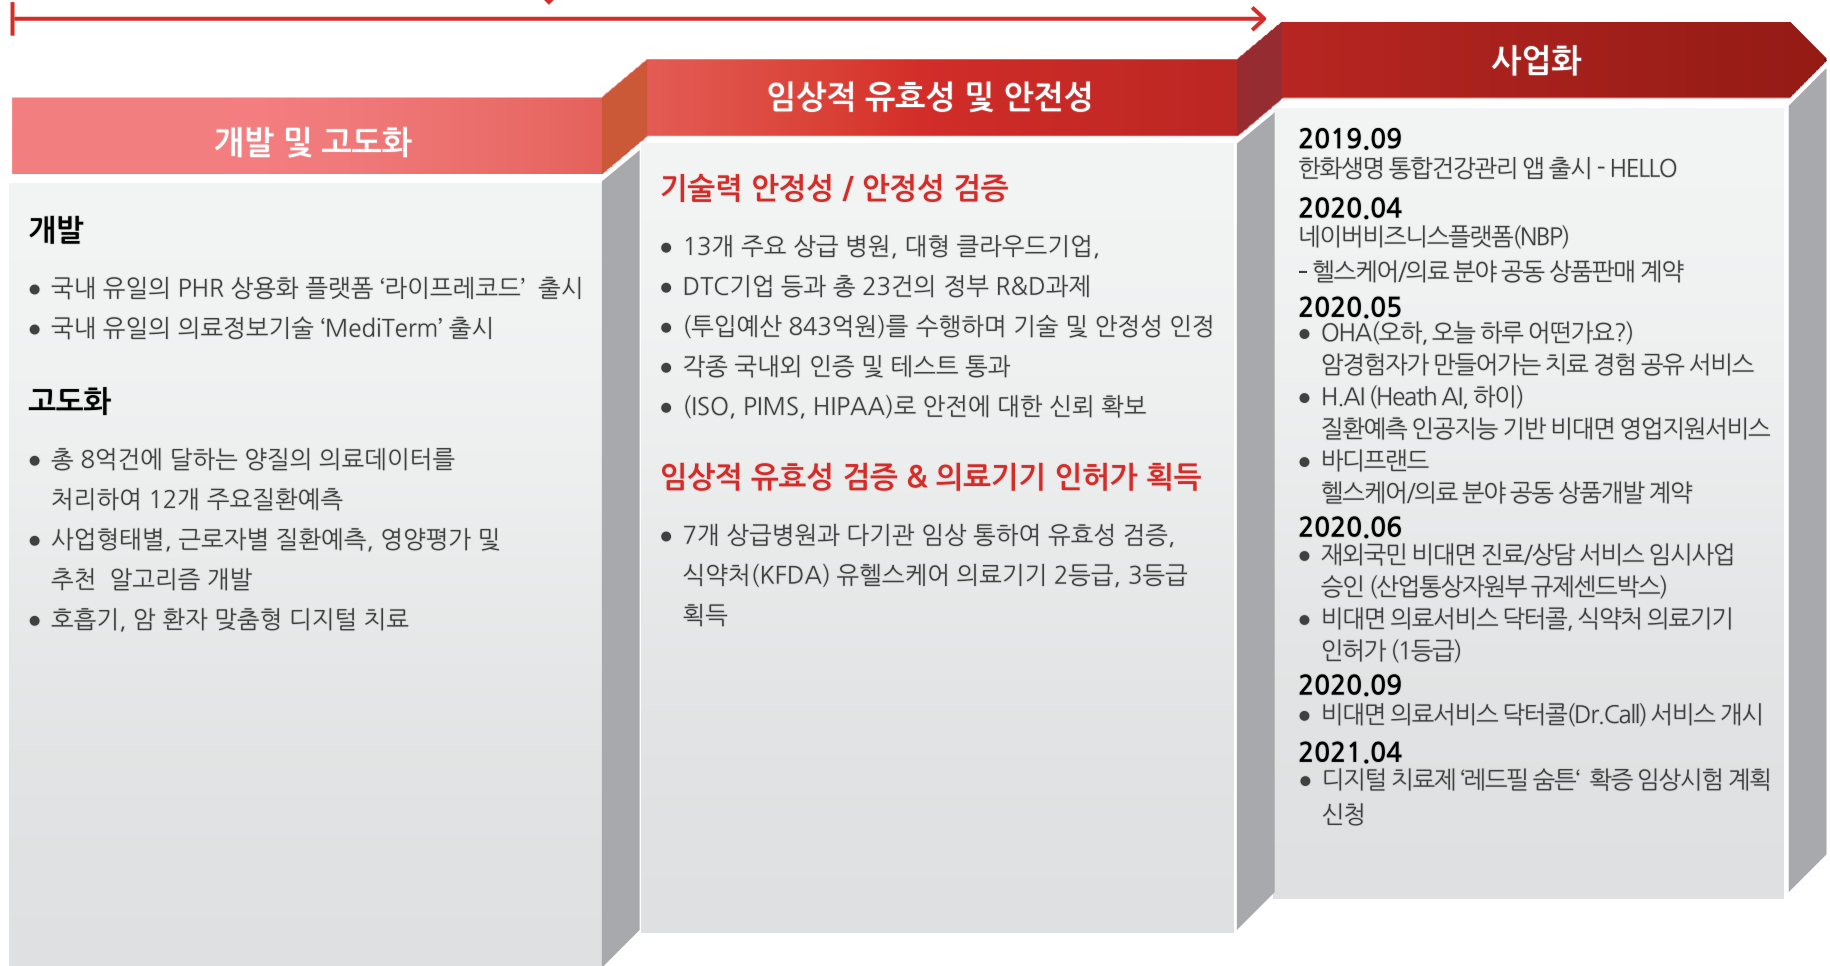 개발 및 고도화
개발
● 국내 유일의 PHR 상용화 플랫폼 ‘라이프레코드’ 출시
● 국내 유일의 의료정보기술 ‘MediTerm’ 출시
고도화
● 총 8억건에 달하는 양질의 의료데이터를
처리하여 12개 주요질환예측
● 사업형태별, 근로자별 질환예측, 영양평가 및
추천 알고리즘 개발
● 호흡기, 암 환자 맞춤형 디지털 치료
임상적 유효성 및 안전성
기술력 안정성 / 안정성 검증
● 13개 주요 상급 병원, 대형 클라우드기업,
● DTC기업 등과 총 23건의 정부 R&D과제
● (투입예산 843억원)를 수행하며 기술 및 안정성 인정
● 각종 국내외 인증 및 테스트 통과
● (ISO, PIMS, HIPAA)로 안전에 대한 신뢰 확보
임상적 유효성 검증 & 의료기기 인허가 획득
● 7개 상급병원과 다기관 임상 통하여 유효성 검증,
식약처(KFDA) 유헬스케어 의료기기 2등급, 3등급
획득
사업화
2019.09
한화생명 통합건강관리 앱 출시 - HELLO
2020.04
네이버비즈니스플랫폼(NBP)
- 헬스케어/의료 분야 공동 상품판매 계약
2020.05
● OHA(오하, 오늘 하루 어떤가요?)
암경험자가 만들어가는 치료 경험 공유 서비스
● H.AI (Heath AI, 하이)
질환예측 인공지능 기반 비대면 영업지원서비스
● 바디프랜드
헬스케어/의료 분야 공동 상품개발 계약
2020.06
● 재외국민 비대면 진료/상담 서비스 임시사업
승인 (산업통상자원부 규제센드박스)
● 비대면 의료서비스 닥터콜, 식약처 의료기기
인허가 (1등급)
2020.09
● 비대면 의료서비스 닥터콜(Dr.Call) 서비스 개시
2021.04
● 디지털 치료제 ‘레드필 숨튼‘ 확증 임상시험 계획
신청